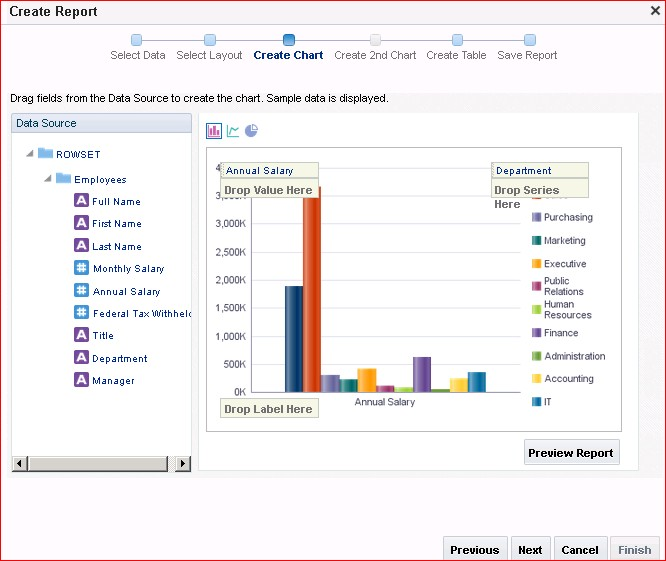 Create Report
Select Data Select Layout Create Chart Create 2nd Chart Create Table Save Report
Drag fields from the Data Source to create the chart. Sample data is displayed.
Data Source
ROWSET
Employees
Full Name
First Name
Last Name
Monthly Salary
Annual Salary
Federal Tax Withheld
Title
Department
Manager
Annual Salary
Drop Value Here
3,500K
3,000K
2,500K
2,000K
1,500K
1,000K
500K
0K
Drop Label Here
Annual Salary
Department
Drop Series
Here
Purchasing
Marketing
Executive
Public
Relations
Human
Resources
Finance
Administration
Accounting
IT
Preview Report
Previous Next Cancel Finish